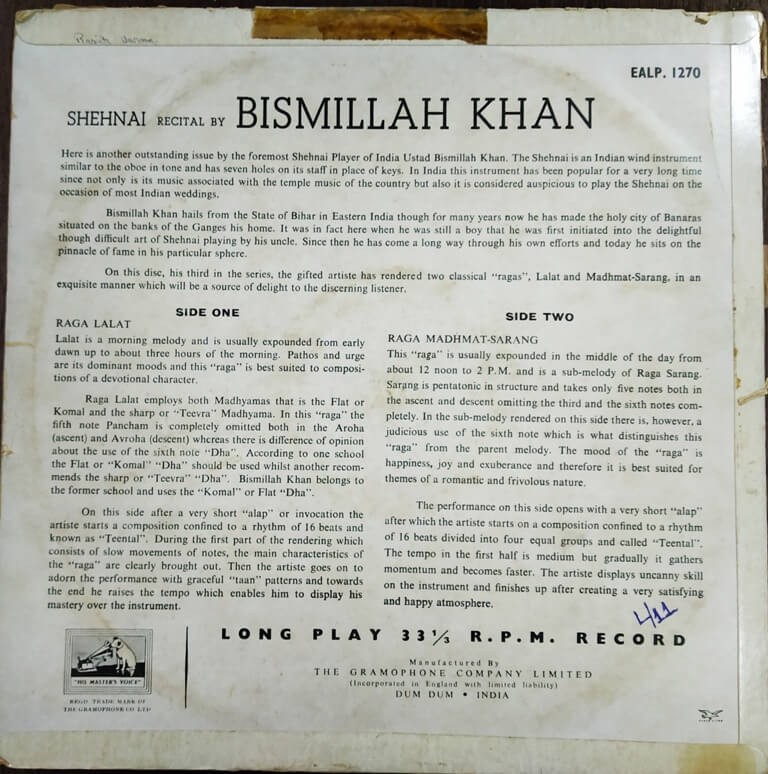 EALP. 1270
SHEHNAI RECITAL BY BISMILLAH KHAN
Here is another outstanding issue by the foremost Shehnai Player of India Ustad Bismillah Khan. The Shehnai is an Indian wind instrument
similar to the oboe in tone and has seven holes on its staff in place of keys. In India this instrument has been popular for a very long time
since not only is its music associated with the temple music of the country but also it is considered auspicious to play the Shehnai on the
occasion of most Indian weddings.
Bismillah Khan hails from the State of Bihar in Eastern India though for many years now he has made the holy city of Banaras
situated on the banks of the Ganges his home. It was in fact here when he was still a boy that he was first initiated into the delightful
though difficult art of Shehnai playing by his uncle. Since then he has come a long way through his own efforts and today he sits on the
pinnacle of fame in his particular sphere.
On this disc, his third in the series, the gifted artiste has rendered two classical "ragas", Lalat and Madhmat-Sarang, in an
exquisite manner which will be a source of delight to the discerning listener.
SIDE ONE
RAGA LALAT
Lalat is a morning melody and is usually expounded from early
dawn up to about three hours of the morning. Pathos and urge
are its dominant moods and this "raga" is best suited to composi-
tions of a devotional character.
Raga Lalat employs both Madhyamas that is the Flat or
Komal and the sharp or "Teevra" Madhyama. In this "raga" the
fifth note Pancham is completely omitted both in the Aroha
(ascent) and Avroha (descent) whereas there is difference of opinion
about the use of the sixth note "Dha". According to one school
the Flat or "Komal" "Dha" should be used whilst another recom-
mends the sharp or "Teevra" "Dha". Bismillah Khan belongs to
the former school and uses the "Komal" or Flat "Dha".
On this side after a very short "alap" or invocation the
artiste starts a composition confined to a rhythm of 16 beats and
known as "Teental". During the first part of the rendering which
consists of slow movements of notes, the main characteristics of
the "raga" are clearly brought out. Then the artiste goes on to
adorn the performance with graceful "taan" patterns and towards
the end he raises the tempo which enables him to display his
mastery over the instrument.
SIDE TWO
RAGA MADHMAT-SARANG
This "raga" is usually expounded in the middle of the day from
about 12 noon to 2 P.M. and is a sub-melody of Raga Sarang.
Sarang is pentatonic in structure and takes only five notes both in
the ascent and descent omitting the third and the sixth notes com-
pletely. In the sub-melody rendered on this side there is, however, a
judicious use of the sixth note which is what distinguishes this
"raga" from the parent melody. The mood of the "raga" is
happiness, joy and exuberance and therefore it is best suited for
themes of a romantic and frivolous nature.
The performance on this side opens with a very short "alap"
after which the artiste starts on a composition confined to a rhythm
of 16 beats divided into four equal groups and called "Teental".
The tempo in the first half is medium but gradually it gathers
momentum and becomes faster. The artiste displays uncanny skill
on the instrument and finishes up after creating a very satisfying
and happy atmosphere.
411
LONG PLAY 33⅓ R.P.M. RECORD
"HIS MASTER'S VOICE"
REGD TRADE MARK OF
THE GRAMOPHONE CO LTD
Manufactured By
THE GRAMOPHONE COMPANY LIMITED
(Incorporated in England with limited liability)
DUM DUM • INDIA